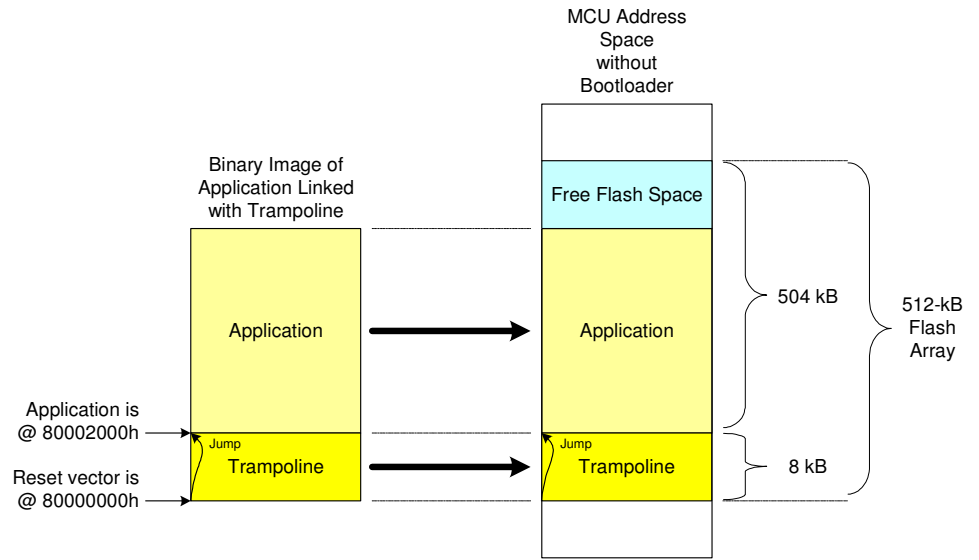 MCU Address
Space
without
Bootloader
Binary Image of
Application Linked
with Trampoline
Free Flash Space
Application
Application
504 kB
512-kB
Flash
Array
Application is
@ 80002000h
Jump
Trampoline
Jump
Trampoline
8 kB
Reset vector is
@ 80000000h